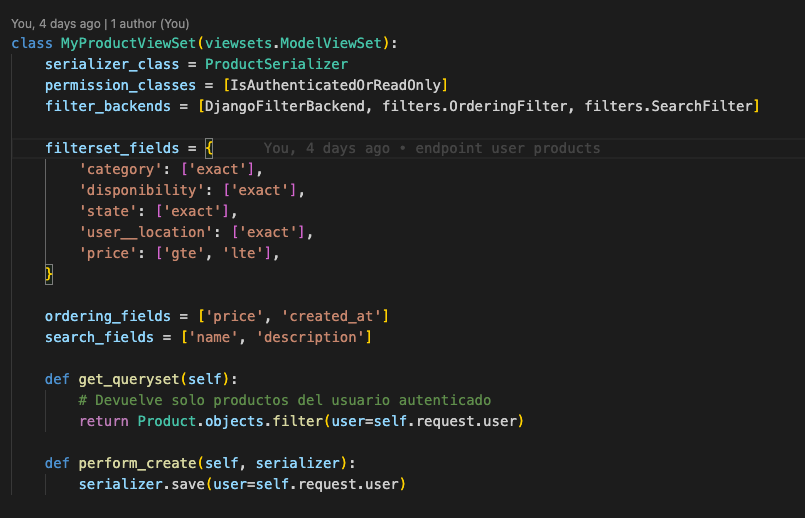 You, 4 days ago | 1 author (You)
class MyProductViewSet(viewsets.ModelViewSet):
    serializer_class = ProductSerializer
    permission_classes = [IsAuthenticatedOrReadOnly]
    filter_backends = [DjangoFilterBackend, filters.OrderingFilter, filters.SearchFilter]

    filterset_fields = {      You, 4 days ago • endpoint user products
        'category': ['exact'],
        'disponibility': ['exact'],
        'state': ['exact'],
        'user__location': ['exact'],
        'price': ['gte', 'lte'],
    }

    ordering_fields = ['price', 'created_at']
    search_fields = ['name', 'description']

    def get_queryset(self):
        # Devuelve solo productos del usuario autenticado
        return Product.objects.filter(user=self.request.user)

    def perform_create(self, serializer):
        serializer.save(user=self.request.user)